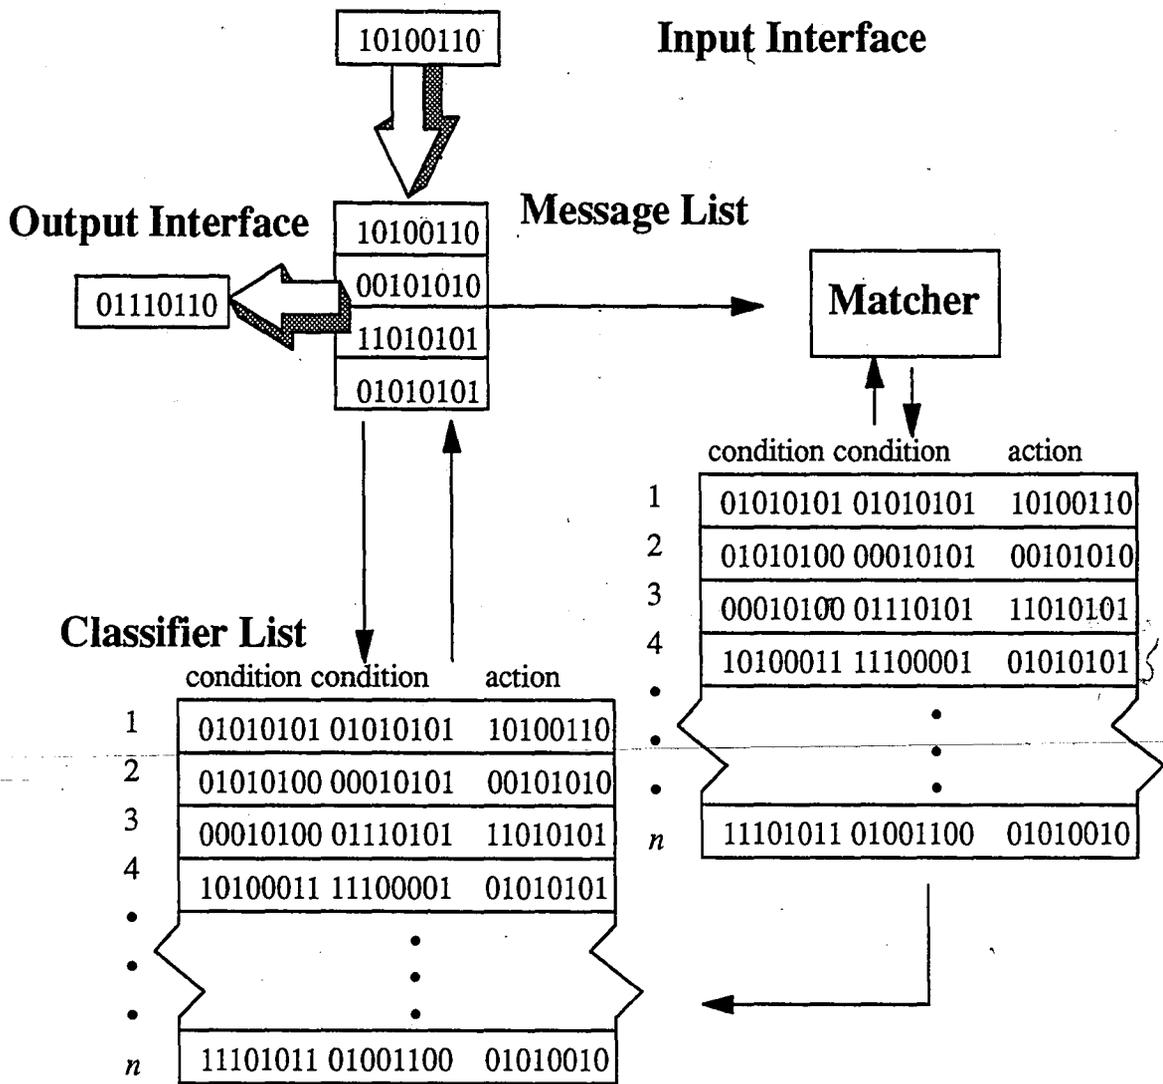 10100110
Input Interface
Output Interface
Message List
10100110
00101010
11010101
01010101
01110110
Matcher
condition condition action
1 01010101 01010101 10100110
2 01010100 00010101 00101010
3 00010100 01110101 11010101
4 10100011 11100001 01010101
n 11101011 01001100 01010010
Classifier List
condition condition action
1 01010101 01010101 10100110
2 01010100 00010101 00101010
3 00010100 01110101 11010101
4 10100011 11100001 01010101
n 11101011 01001100 01010010